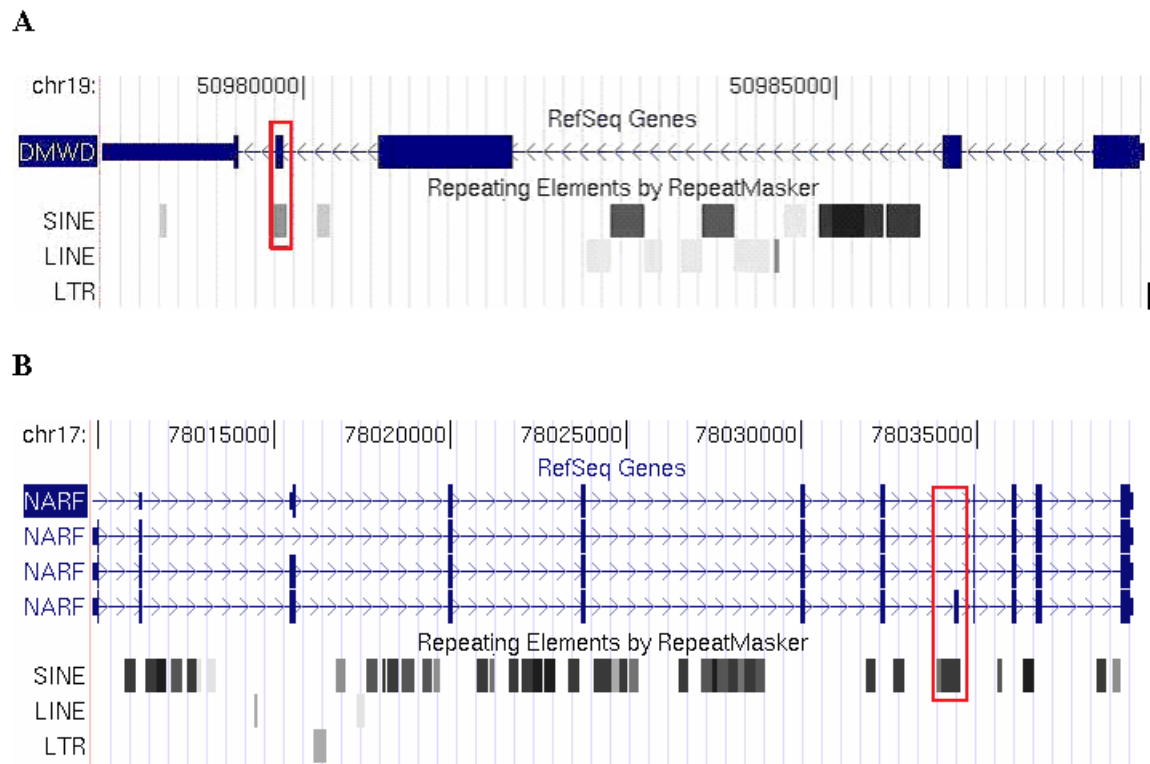 A
chr19: 50980000 50985000
RefSeq Genes
DMWD
Repeating Elements by RepeatMasker
SINE
LINE
LTR
B
chr17: 78015000 78020000 78025000 78030000 78035000
RefSeq Genes
NARF
NARF
NARF
NARF
Repeating Elements by RepeatMasker
SINE
LINE
LTR